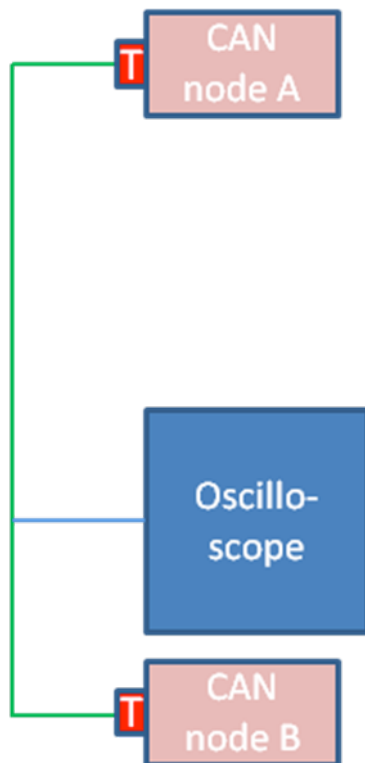 T
CAN
node A
Oscillo-
scope
T
CAN
node B